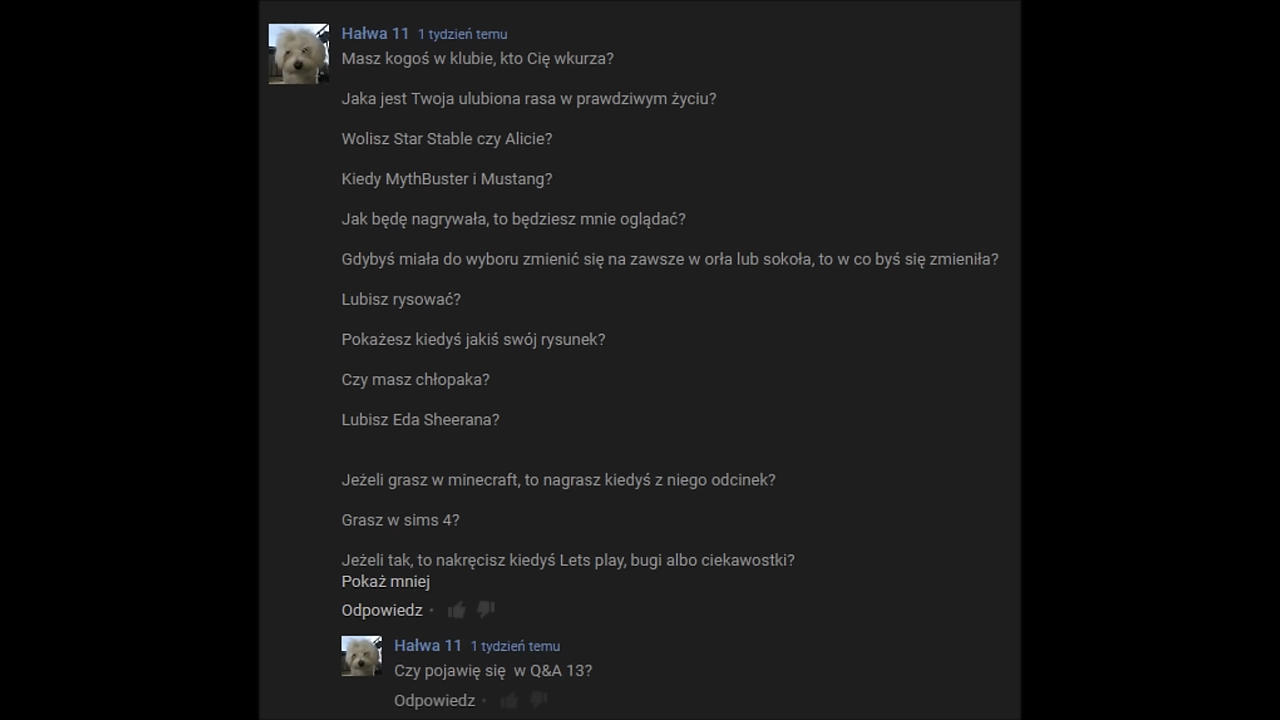 Hałwa 11 1 tydzień temu
Masz kogoś w klubie, kto Cię wkurza?
Jaka jest Twoja ulubiona rasa w prawdziwym życiu?
Wolisz Star Stable czy Alicie?
Kiedy MythBuster i Mustang?
Jak będę nagrywała, to będziesz mnie oglądać?
Gdybyś miała do wyboru zmienić się na zawsze w orła lub sokoła, to w co byś się zmieniła?
Lubisz rysować?
Pokażesz kiedyś jakiś swój rysunek?
Czy masz chłopaka?
Lubisz Eda Sheerana?
Jeżeli grasz w minecraft, to nagrasz kiedyś z niego odcinek?
Grasz w sims 4?
Jeżeli tak, to nakręcisz kiedyś Lets play, bugi albo ciekawostki?
Pokaż mniej
Odpowiedz ·
Hałwa 11 1 tydzień temu
Czy pojawię się  w Q&A 13?
Odpowiedz ·